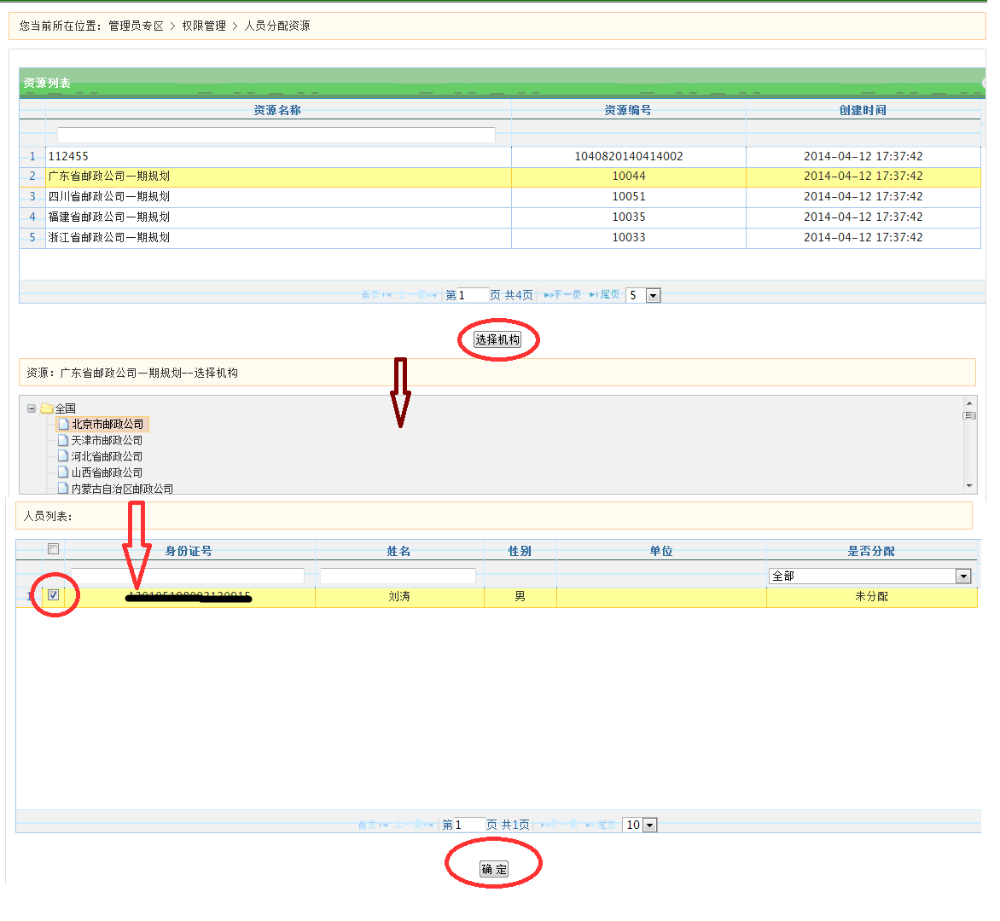 您当前所在位置：管理员专区 > 权限管理 > 人员分配资源
资源列表
资源名称 资源编号 创建时间
1 112455 1040820140414002 2014-04-12 17:37:42
2 广东省邮政公司一期规划 10044 2014-04-12 17:37:42
3 四川省邮政公司一期规划 10051 2014-04-12 17:37:42
4 福建省邮政公司一期规划 10035 2014-04-12 17:37:42
5 浙江省邮政公司一期规划 10033 2014-04-12 17:37:42
首页 上一页 第 1 页 共4页 下一页 尾页 5
选择机构
资源：广东省邮政公司一期规划--选择机构
全国
北京市邮政公司
天津市邮政公司
河北省邮政公司
山西省邮政公司
内蒙古自治区邮政公司
人员列表：
身份证号 姓名 性别 单位 是否分配
全部
1 刘涛 男 未分配
首页 上一页 第 1 页 共1页 下一页 尾页 10
确 定